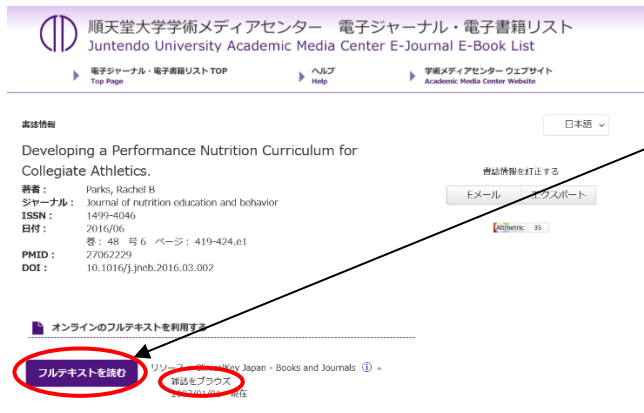 順天堂大学学術メディアセンター 電子ジャーナル・電子書籍リスト
Juntendo University Academic Media Center E-Journal E-Book List
電子ジャーナル・電子書籍リスト TOP
Top Page
ヘルプ
Help
学術メディアセンター ウェブサイト
Academic Media Center Website
書誌情報
日本語
Developing a Performance Nutrition Curriculum for
Collegiate Athletics.
書誌情報を訂正する
著者: Parks, Rachel B
ジャーナル: Journal of nutrition education and behavior
ISSN: 1499-4046
日付: 2016/06
巻: 48 号 6 ページ: 419-424.e1
PMID: 27062229
DOI: 10.1016/j.jneb.2016.03.002
Eメール エクスポート
Altmetric 35
オンラインのフルテキストを利用する
フルテキストを読む
リソース: ClinicalKey Japan - Books and Journals
雑誌をブラウズ
2007/01/01 - 現在